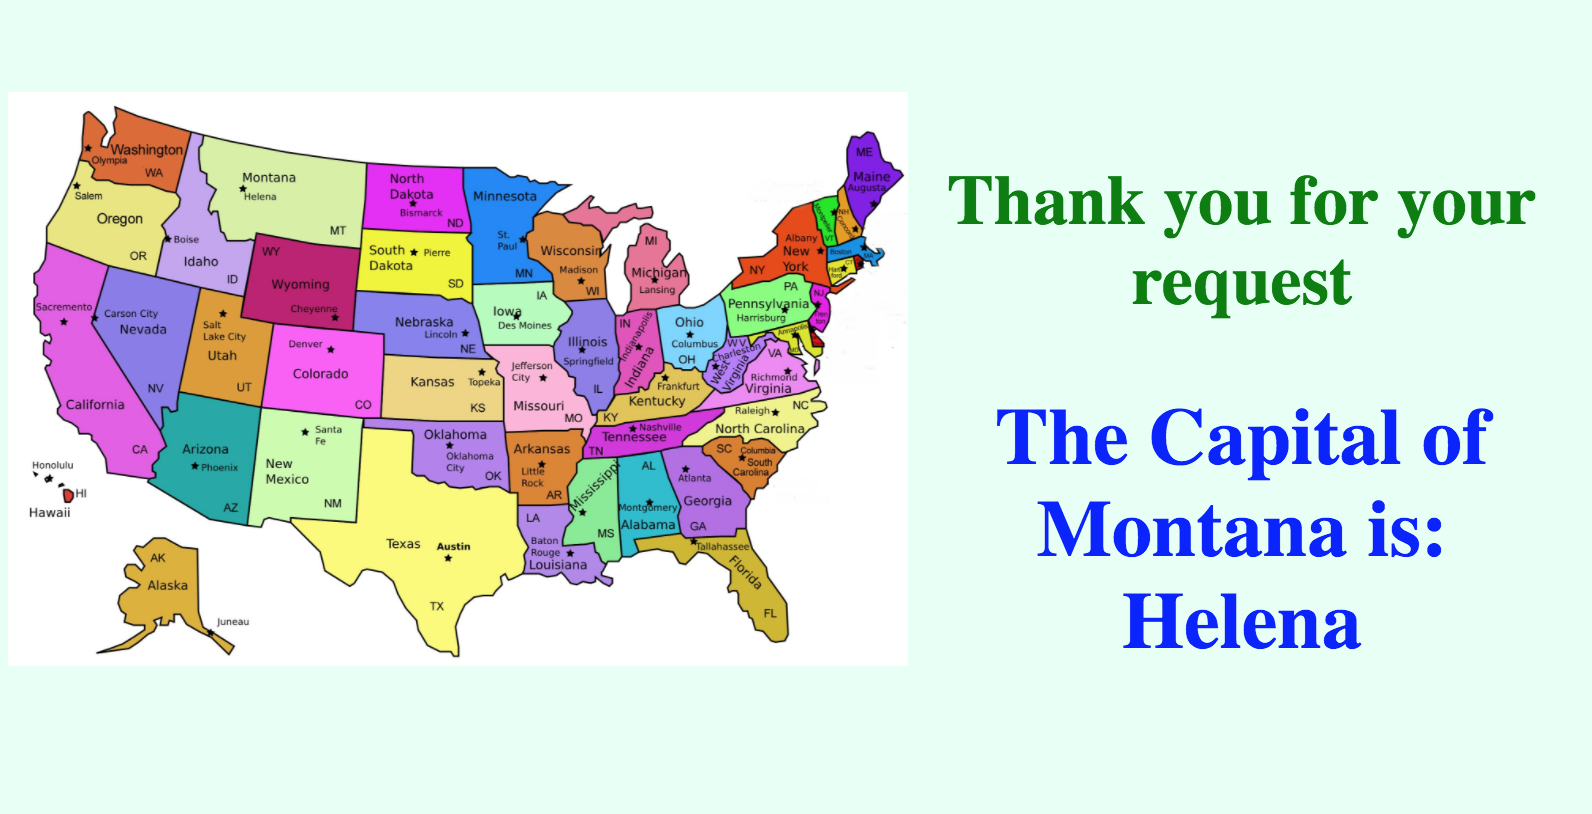 Washington
Olympia
WA
Salem
Oregon
OR
Montana
Helena
MT
Boise
Idaho
ID
WY
Wyoming
Cheyenne
North
Dakota
Bismarck
ND
South
Dakota
Pierre
SD
Minnesota
St.
Paul
MN
Wisconsin
Madison
WI
MI
Michigan
Lansing
ME
Maine
Augusta
Montpelier
VT
NH
Concord
Albany
New
York
NY
Boston
MA
Hart
ford
CT
PA
Pennsylvania
Harrisburg
NJ
Tren
ton
Annapolis
Sacremento
Carson City
Nevada
NV
California
CA
Salt
Lake City
Utah
UT
Denver
Colorado
CO
Nebraska
Lincoln
NE
Kansas
Topeka
KS
IA
Iowa
Des Moines
Jefferson
City
Missouri
MO
Illinois
Springfield
IL
IN
Indianapolis
Indiana
Ohio
Columbus
OH
WV
Charleston
West
Virginia
VA
Richmond
Virginia
Frankfurt
Kentucky
KY
Nashville
Tennessee
TN
Raleigh
NC
North Carolina
SC
Columbia
South
Carolina
Arizona
Phoenix
AZ
Santa
Fe
New
Mexico
NM
Oklahoma
Oklahoma
City
OK
Arkansas
Little
Rock
AR
Mississippi
MS
AL
Montgomery
Alabama
Atlanta
Georgia
GA
LA
Baton
Rouge
Louisiana
Texas
Austin
TX
Tallahassee
Florida
FL
Honolulu
HI
Hawaii
AK
Alaska
Juneau
Thank you for your
request
The Capital of
Montana is:
Helena